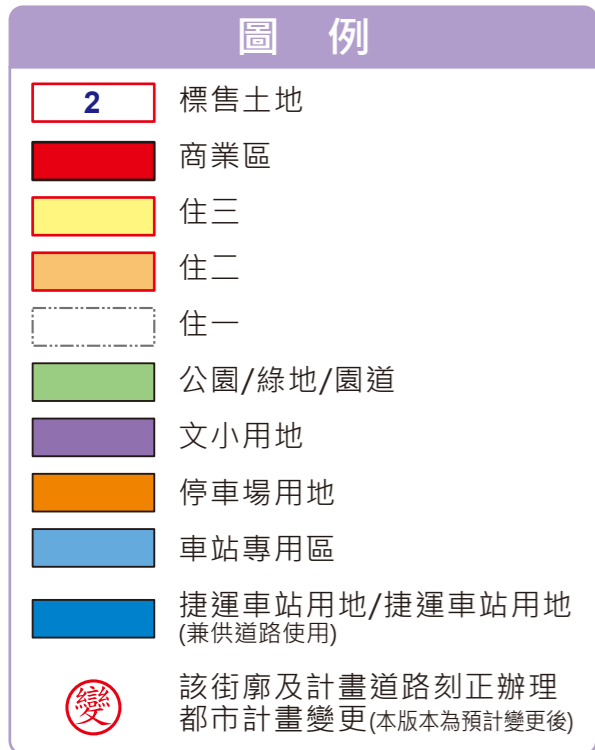 圖 例
2 標售土地
商業區
住三
住二
住一
公園/綠地/園道
文小用地
停車場用地
車站專用區
捷運車站用地/捷運車站用地
(兼供道路使用)
變 該街廓及計畫道路刻正辦理
都市計畫變更(本版本為預計變更後)